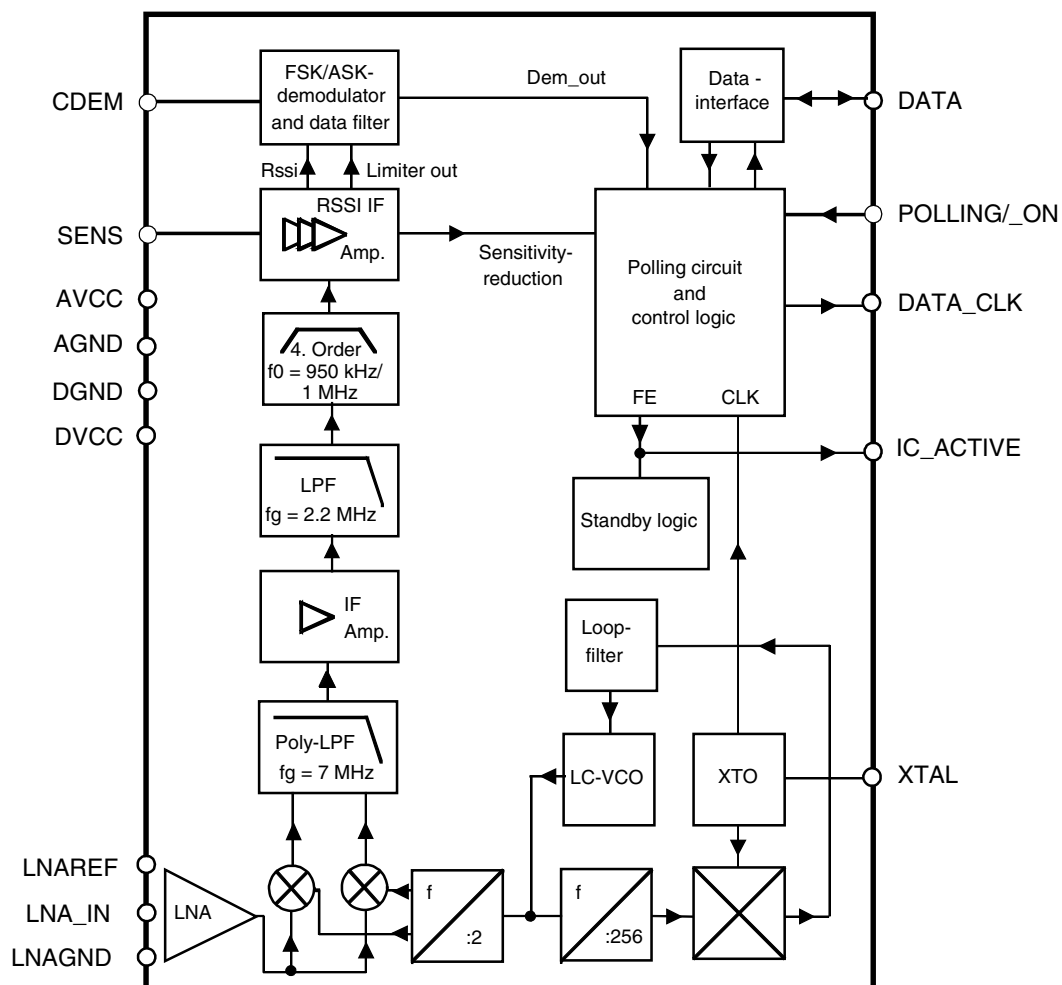 CDEM
FSK/ASK-
demodulator
and data filter
Dem_out
Data -
interface
DATA
Rssi
Limiter out
SENS
RSSI IF
Amp.
Sensitivity-
reduction
Polling circuit
and
control logic
FE
CLK
POLLING/_ON
DATA_CLK
AVCC
AGND
DGND
DVCC
4. Order
f0 = 950 kHz/
1 MHz
IC_ACTIVE
LPF
fg = 2.2 MHz
Standby logic
IF
Amp.
Loop-
filter
Poly-LPF
fg = 7 MHz
LC-VCO
XTO
XTAL
LNAREF
LNA_IN
LNAGND
LNA
f
:2
f
:256